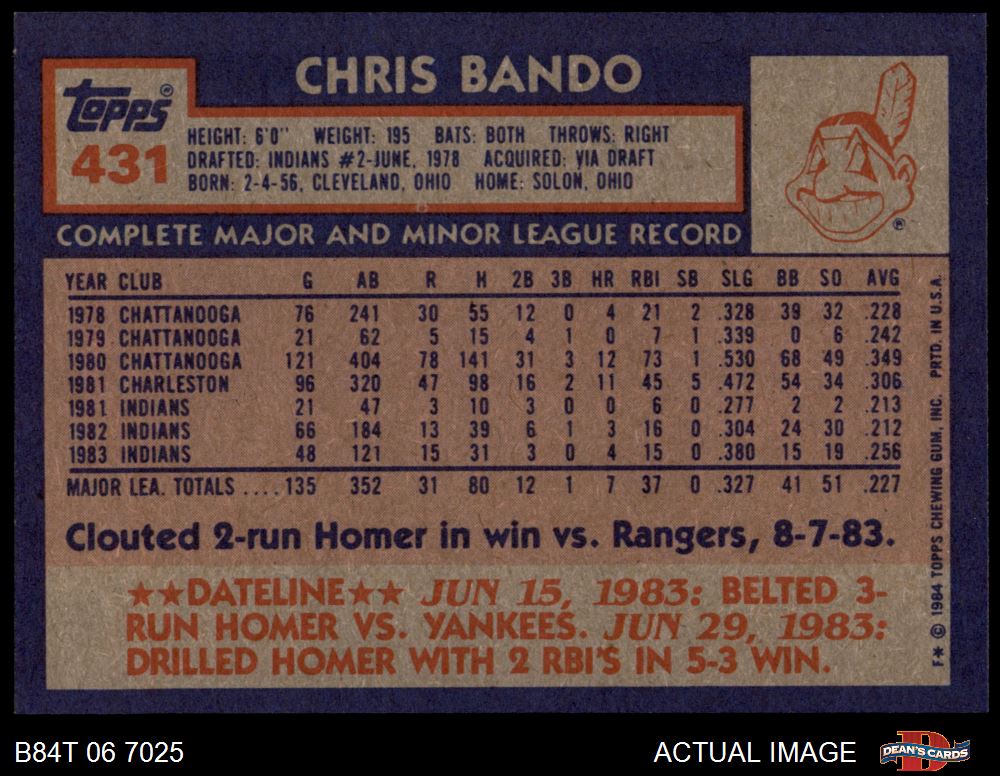 CHRIS BANDO
TOPPS®
431
HEIGHT: 6'0" WEIGHT: 195 BATS: BOTH THROWS: RIGHT
DRAFTED: INDIANS #2-JUNE, 1978 ACQUIRED: VIA DRAFT
BORN: 2-4-56, CLEVELAND, OHIO HOME: SOLON, OHIO
®
COMPLETE MAJOR AND MINOR LEAGUE RECORD
YEAR CLUB G AB R H 2B 3B HR RBI SB SLG BB SO AVG
1978 CHATTANOOGA 76 241 30 55 12 0 4 21 2 .328 39 32 .228
1979 CHATTANOOGA 21 62 5 15 4 1 0 7 1 .339 0 6 .242
1980 CHATTANOOGA 121 404 78 141 31 3 12 73 1 .530 68 49 .349
1981 CHARLESTON 96 320 47 98 16 2 11 45 5 .472 54 34 .306
1981 INDIANS 21 47 3 10 3 0 0 6 0 .277 2 2 .213
1982 INDIANS 66 184 13 39 6 1 3 16 0 .304 24 30 .212
1983 INDIANS 48 121 15 31 3 0 4 15 0 .380 15 19 .256
MAJOR LEA. TOTALS ....135 352 31 80 12 1 7 37 0 .327 41 51 .227
Clouted 2-run Homer in win vs. Rangers, 8-7-83.
★★DATELINE★★ JUN 15, 1983: BELTED 3-
RUN HOMER VS. YANKEES. JUN 29, 1983:
DRILLED HOMER WITH 2 RBI'S IN 5-3 WIN.
F★ © 1984 TOPPS CHEWING GUM, INC. PRTD. IN U.S.A.
B84T 06 7025
ACTUAL IMAGE
D
DEAN'S CARDS